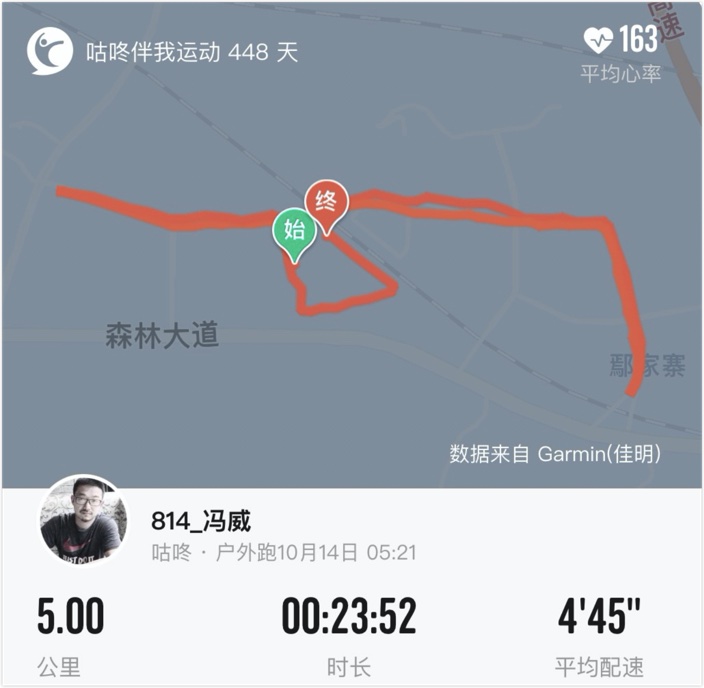 高速
咕咚伴我运动 448 天
163
平均心率
终
始
森林大道
鄢家寨
数据来自 Garmin(佳明)
814_冯威
咕咚 · 户外跑10月14日 05:21
JUST DO IT
5.00
00:23:52
4'45"
公里
时长
平均配速